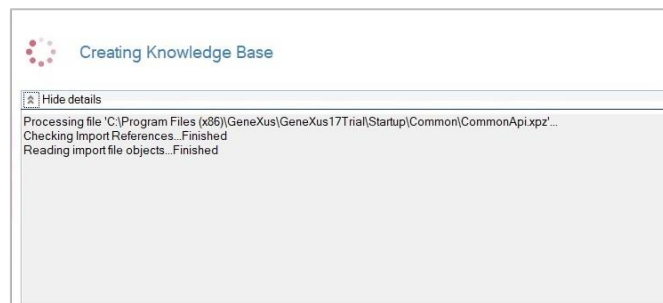 Creating Knowledge Base
Hide details
Processing file 'C:\Program Files (x86)\GeneXus\GeneXus17Trial\Startup\Common\CommonApi.xpz'...
Checking Import References...Finished
Reading import file objects...Finished